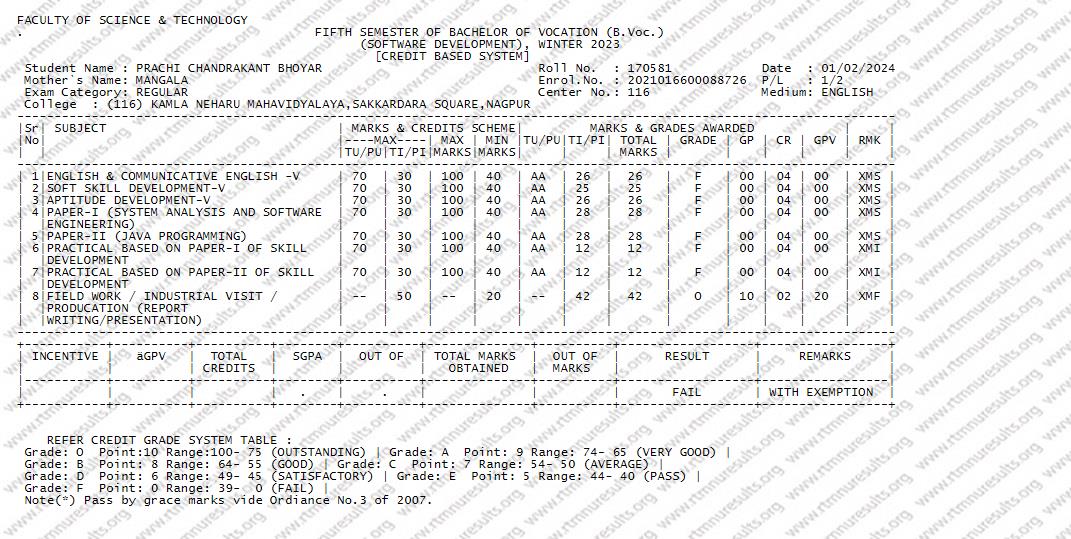 FACULTY OF SCIENCE & TECHNOLOGY
.
FIFTH SEMESTER OF BACHELOR OF VOCATION (B.Voc.)
(SOFTWARE DEVELOPMENT), WINTER 2023
[CREDIT BASED SYSTEM]
Student Name : PRACHI CHANDRAKANT BHOYAR Roll No. : 170581 Date : 01/02/2024
Mother`s Name: MANGALA Enrol.No. : 2021016600088726 P/L : 1/2
Exam Category: REGULAR Center No.: 116 Medium: ENGLISH
College : (116) KAMLA NEHARU MAHAVIDYALAYA,SAKKARDARA SQUARE,NAGPUR
|Sr| SUBJECT | MARKS & CREDITS SCHEME| MARKS & GRADES AWARDED | |
|No| |----MAX----| MAX | MIN |TU/PU|TI/PI| TOTAL | GRADE | GP | CR | GPV | RMK |
| | |TU/PU|TI/PI|MARKS|MARKS| | | MARKS | | | | | |
| 1|ENGLISH & COMMUNICATIVE ENGLISH -V | 70 | 30 | 100 | 40 | AA | 26 | 26 | F | 00 | 04 | 00 | XMS |
| 2|SOFT SKILL DEVELOPMENT-V | 70 | 30 | 100 | 40 | AA | 25 | 25 | F | 00 | 04 | 00 | XMS |
| 3|APTITUDE DEVELOPMENT-V | 70 | 30 | 100 | 40 | AA | 26 | 26 | F | 00 | 04 | 00 | XMS |
| 4|PAPER-I (SYSTEM ANALYSIS AND SOFTWARE | 70 | 30 | 100 | 40 | AA | 28 | 28 | F | 00 | 04 | 00 | XMS |
ENGINEERING)
| 5|PAPER-II (JAVA PROGRAMMING) | 70 | 30 | 100 | 40 | AA | 28 | 28 | F | 00 | 04 | 00 | XMS |
| 6|PRACTICAL BASED ON PAPER-I OF SKILL | 70 | 30 | 100 | 40 | AA | 12 | 12 | F | 00 | 04 | 00 | XMI |
DEVELOPMENT
| 7|PRACTICAL BASED ON PAPER-II OF SKILL | 70 | 30 | 100 | 40 | AA | 12 | 12 | F | 00 | 04 | 00 | XMI |
DEVELOPMENT
| 8|FIELD WORK / INDUSTRIAL VISIT / | -- | 50 | -- | 20 | -- | 42 | 42 | O | 10 | 02 | 20 | XMF |
PRODUCATION (REPORT
WRITING/PRESENTATION)
| INCENTIVE | äGPV | TOTAL | SGPA | OUT OF | TOTAL MARKS | OUT OF | RESULT | REMARKS |
| | | CREDITS | | | OBTAINED | MARKS | | |
| | | | . | . | | | FAIL | WITH EXEMPTION |
REFER CREDIT GRADE SYSTEM TABLE :
Grade: O Point:10 Range:100- 75 (OUTSTANDING) | Grade: A Point: 9 Range: 74- 65 (VERY GOOD) |
Grade: B Point: 8 Range: 64- 55 (GOOD) | Grade: C Point: 7 Range: 54- 50 (AVERAGE) |
Grade: D Point: 6 Range: 49- 45 (SATISFACTORY) | Grade: E Point: 5 Range: 44- 40 (PASS) |
Grade: F Point: 0 Range: 39- 0 (FAIL) |
Note(*) Pass by grace marks vide Ordiance No.3 of 2007.
www.rtmnuresults.org